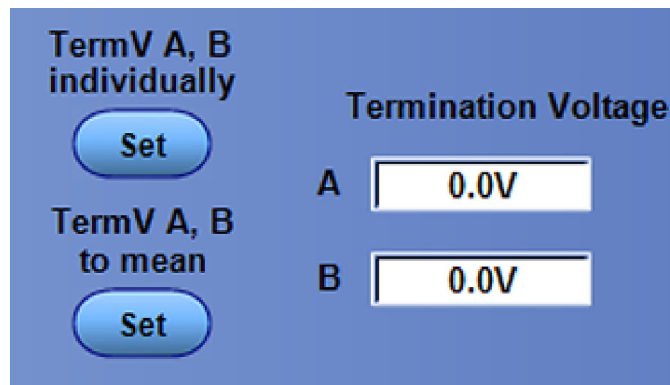 TermV A, B
individually
Set
TermV A, B
to mean
Set
Termination Voltage
A 0.0V
B 0.0V